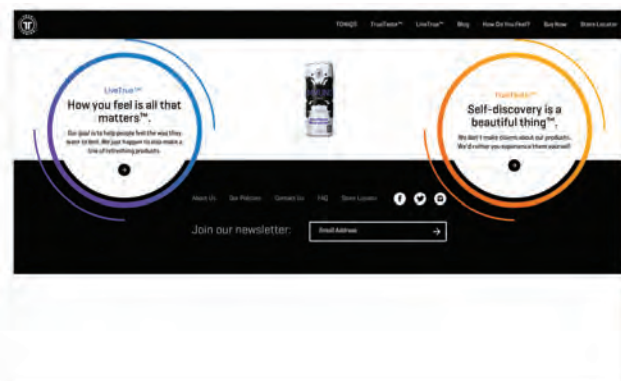 TONIQS TrueTaste™ LiveTrue™ Blog How Do You Feel? Buy Now Store Locator
LiveTrue™
How you feel is all that
matters™.
Our goal is to help people feel the way they
want to feel. We just happen to also make a
line of refreshing products.
Self-discovery is a
beautiful thing™.
We don't make claims about our products.
We'd rather you experience them yourself.
About Us Our Policies Contact Us FAQ Store Locator
Join our newsletter: Email Address